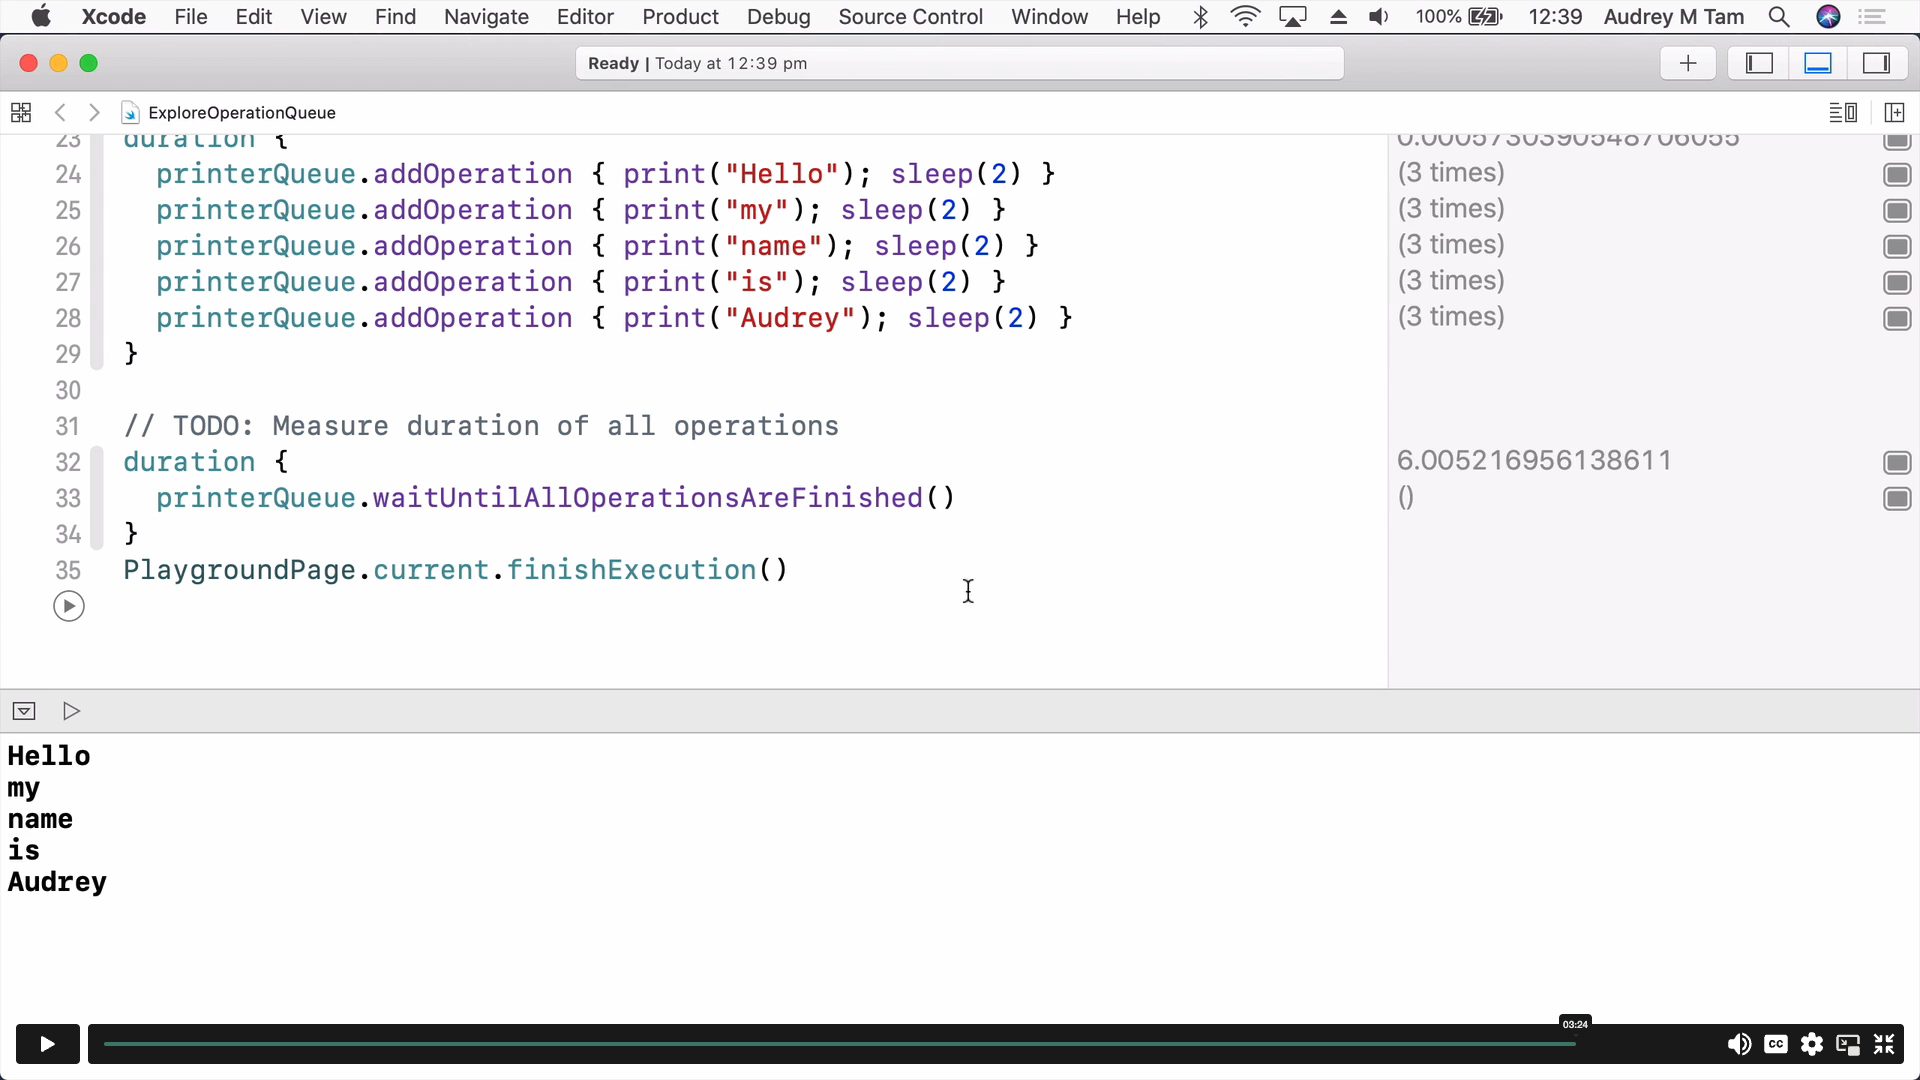 Xcode File Edit View Find Navigate Editor Product Debug Source Control Window Help 100% 12:39 Audrey M Tam
Ready | Today at 12:39 pm
ExploreOperationQueue
23 duration { 0.0005730390548706055
24 printerQueue.addOperation { print("Hello"); sleep(2) } (3 times)
25 printerQueue.addOperation { print("my"); sleep(2) } (3 times)
26 printerQueue.addOperation { print("name"); sleep(2) } (3 times)
27 printerQueue.addOperation { print("is"); sleep(2) } (3 times)
28 printerQueue.addOperation { print("Audrey"); sleep(2) } (3 times)
29 }
30
31 // TODO: Measure duration of all operations
32 duration { 6.005216956138611
33 printerQueue.waitUntilAllOperationsAreFinished() ()
34 }
35 PlaygroundPage.current.finishExecution()
Hello
my
name
is
Audrey
03:24
CC